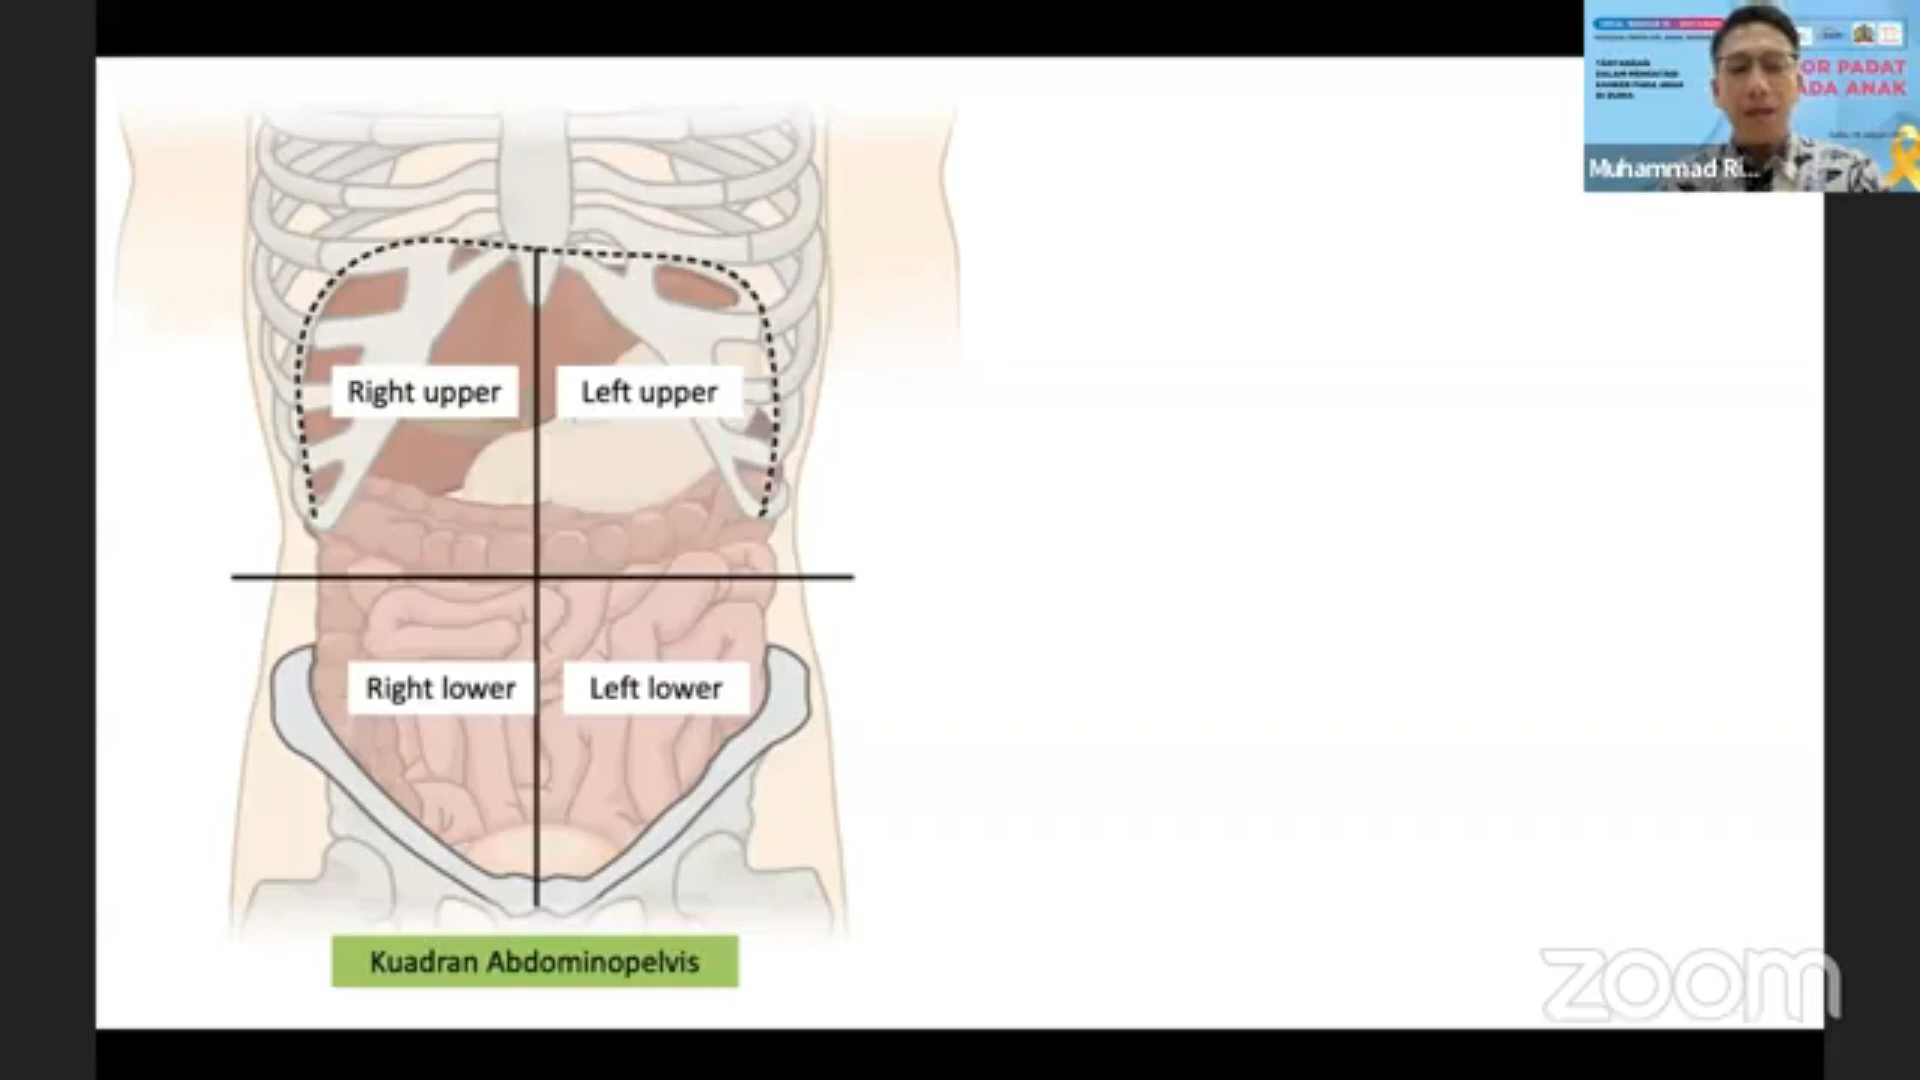 OR PADAT
ADA ANAK
Muhammad Ri...
Right upper
Left upper
Right lower
Left lower
Kuadran Abdominopelvis
zoom